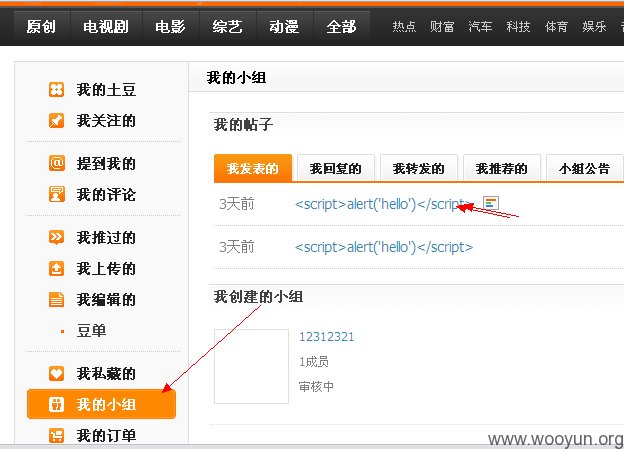 原创 电视剧 电影 综艺 动漫 全部 热点 财富 汽车 科技 体育 娱乐
我的土豆
我关注的
提到我的
我的评论
我推过的
我上传的
我编辑的
豆单
我私藏的
我的小组
我的订单
我的小组
我的帖子
我发表的 我回复的 我转发的 我推荐的 小组公告
3天前 <script>alert('hello')</script>
3天前 <script>alert('hello')</script>
我创建的小组
12312321
1成员
审核中
www.wooyun.org